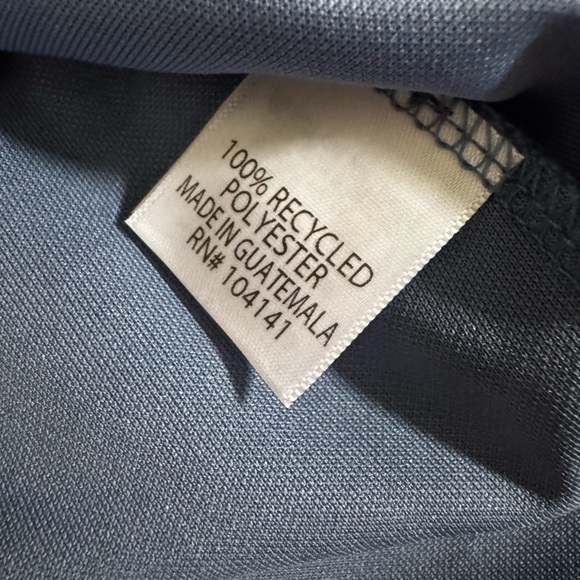 100% RECYCLED
POLYESTER
MADE IN GUATEMALA
RN# 104141